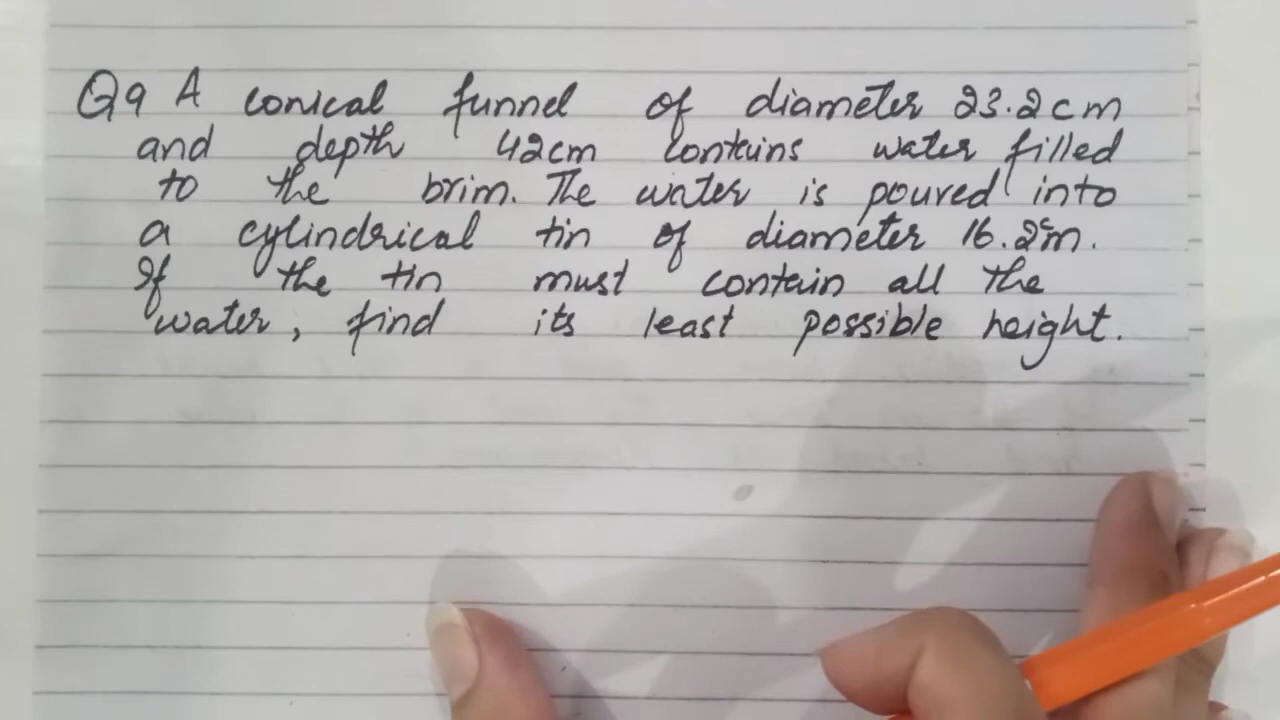 Q9 A conical funnel of diameter 23.2cm
and depth 42cm contains water filled
to the brim. The water is poured into
a cylindrical tin of diameter 16.2cm.
If the tin must contain all the
water, find its least possible height.